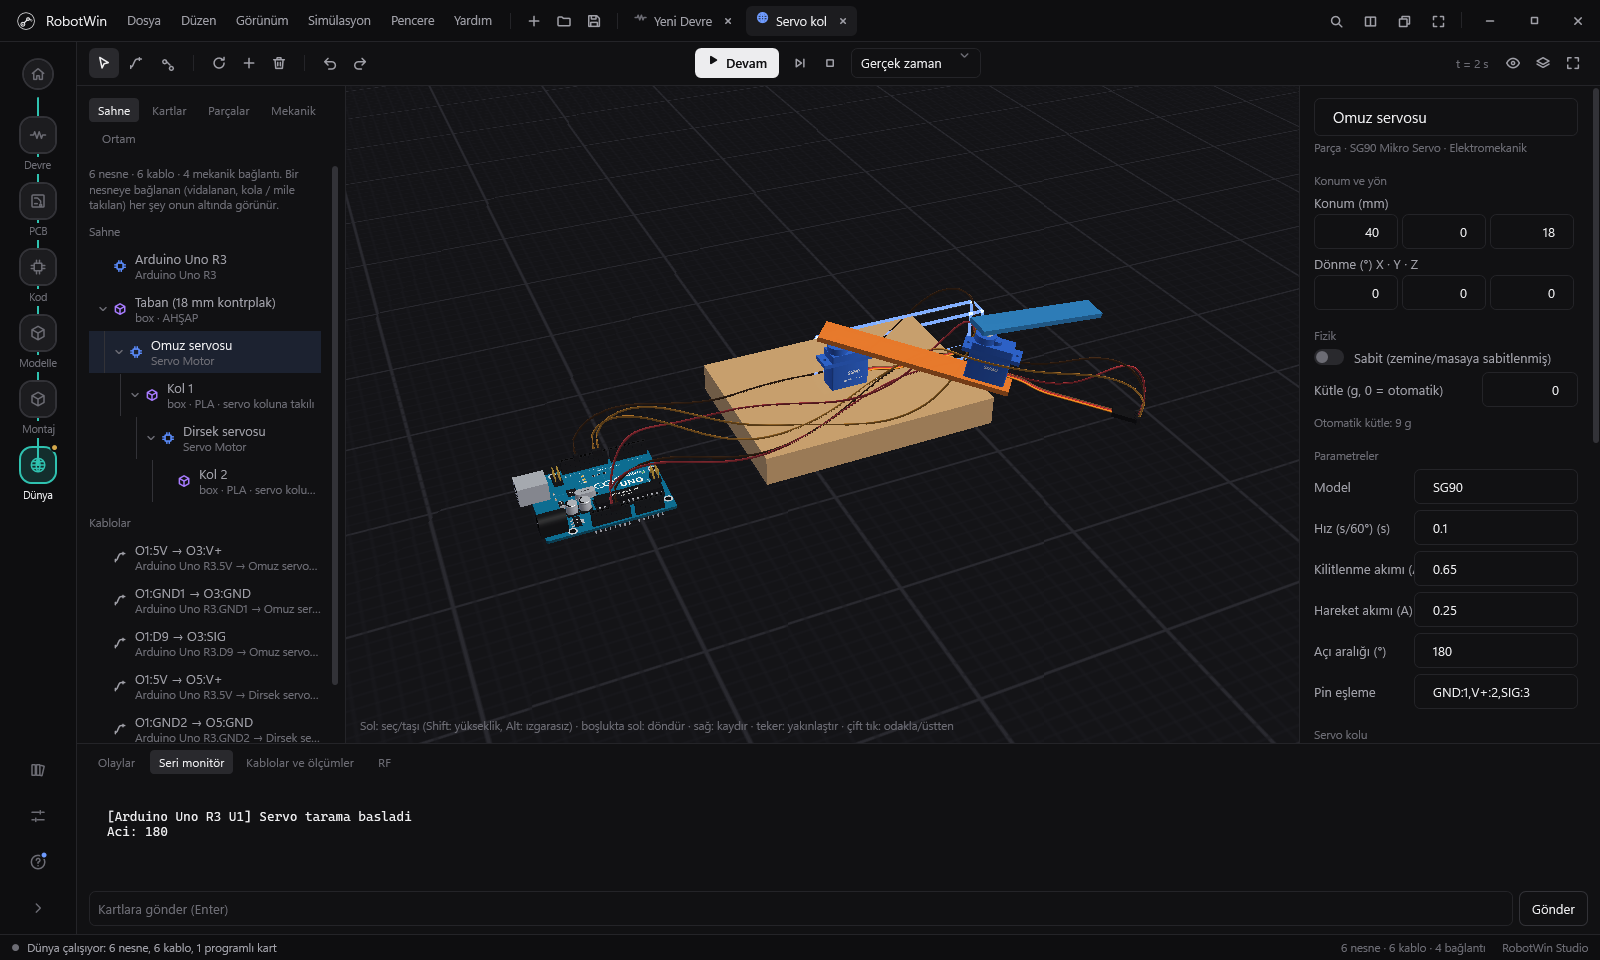 RobotWin Dosya Düzen Görünüm Simülasyon Pencere Yardım Yeni Devre Servo kol
Devam Gerçek zaman t = 2 s
Devre
PCB
Kod
Modelle
Montaj
Dünya
Sahne Kartlar Parçalar Mekanik
Ortam
6 nesne · 6 kablo · 4 mekanik bağlantı. Bir
nesneye bağlanan (vidalanan, kola / mile
takılan) her şey onun altında görünür.
Sahne
Arduino Uno R3
Arduino Uno R3
Taban (18 mm kontrplak)
box · AHŞAP
Omuz servosu
Servo Motor
Kol 1
box · PLA · servo koluna takılı
Dirsek servosu
Servo Motor
Kol 2
box · PLA · servo kolu...
Kablolar
O1:5V → O3:V+
Arduino Uno R3.5V → Omuz servo...
O1:GND1 → O3:GND
Arduino Uno R3.GND1 → Omuz ser...
O1:D9 → O3:SIG
Arduino Uno R3.D9 → Omuz servo...
O1:5V → O5:V+
Arduino Uno R3.5V → Dirsek servo...
O1:GND2 → O5:GND
Arduino Uno R3.GND2 → Dirsek se...
UNO
Sol: seç/taşı (Shift: yükseklik, Alt: ızgarasız) · boşlukta sol: döndür · sağ: kaydır · teker: yakınlaştır · çift tık: odakla/üstten
Omuz servosu
Parça · SG90 Mikro Servo · Elektromekanik
Konum ve yön
Konum (mm)
40 0 18
Dönme (°) X · Y · Z
0 0 0
Fizik
Sabit (zemine/masaya sabitlenmiş)
Kütle (g, 0 = otomatik) 0
Otomatik kütle: 9 g
Parametreler
Model SG90
Hız (s/60°) (s) 0.1
Kilitlenme akımı (A 0.65
Hareket akımı (A) 0.25
Açı aralığı (°) 180
Pin eşleme GND:1,V+:2,SIG:3
Servo kolu
Olaylar Seri monitör Kablolar ve ölçümler RF
[Arduino Uno R3 U1] Servo tarama basladi
Aci: 180
Kartlara gönder (Enter) Gönder
Dünya çalışıyor: 6 nesne, 6 kablo, 1 programlı kart 6 nesne · 6 kablo · 4 bağlantı RobotWin Studio